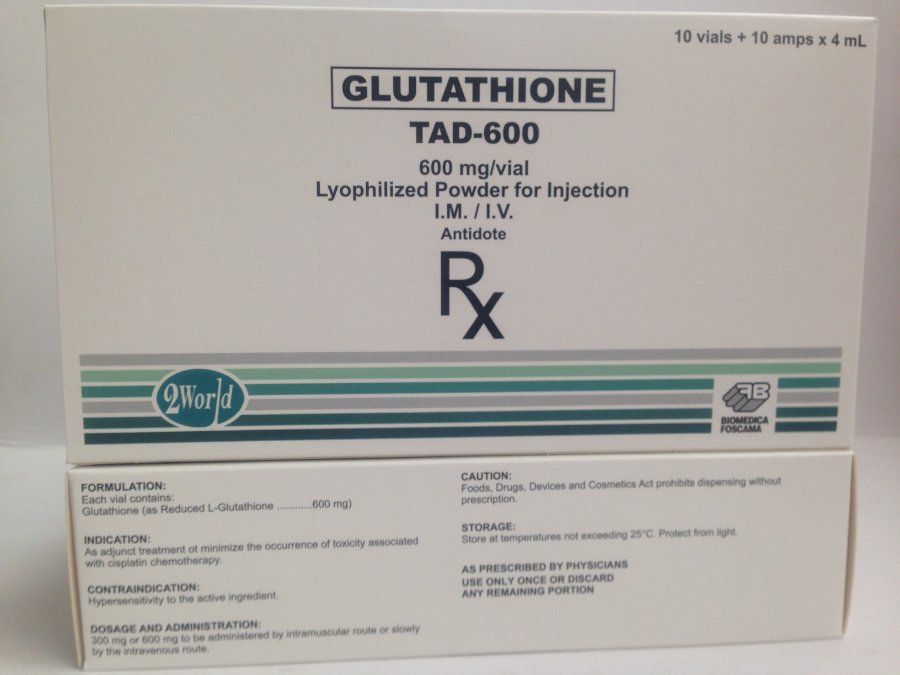 10 vials + 10 amps x 4 mL
GLUTATHIONE
TAD-600
600 mg/vial
Lyophilized Powder for Injection
I.M. / I.V.
Antidote
Rx
2World
FB
BIOMEDICA
FOSCAMA
FORMULATION:
Each vial contains:
Glutathione (as Reduced L-Glutathione ............600 mg)
INDICATION:
As adjunct treatment ot minimize the occurrence of toxicity associated
with cisplatin chemotherapy.
CONTRAINDICATION:
Hypersensitivity to the active ingredient.
DOSAGE AND ADMINISTRATION:
300 mg or 600 mg to be administered by intramuscular route or slowly
by the intravenous route.
CAUTION:
Foods, Drugs, Devices and Cosmetics Act prohibits dispensing without
prescription.
STORAGE:
Store at temperatures not exceeding 25°C. Protect from light.
AS PRESCRIBED BY PHYSICIANS
USE ONLY ONCE OR DISCARD
ANY REMAINING PORTION